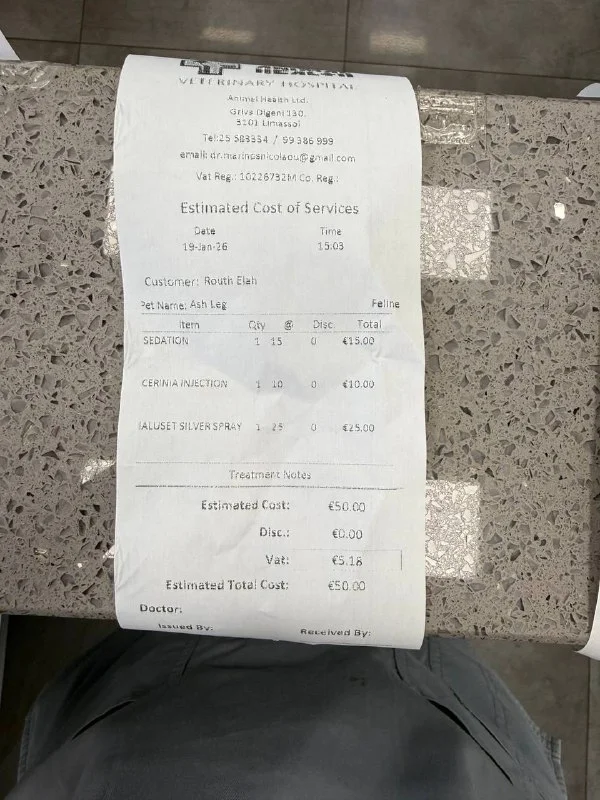 VETERINARY HOSPITAL
Animal Health Ltd.
Griva Digeni 130,
3101 Limassol
Tel:25 583334 / 99 386 999
email: dr.marinosnicolaou@gmail.com
Vat Reg.: 10226732M Co. Reg.:
Estimated Cost of Services
Date Time
19-Jan-26 15:03
Customer: Routh Elah
Pet Name: Ash Leg Feline
Item Qty @ Disc. Total
SEDATION 1 15 0 €15.00
CERINIA INJECTION 1 10 0 €10.00
IALUSET SILVER SPRAY 1 25 0 €25.00
Treatment Notes
Estimated Cost: €50.00
Disc.: €0.00
Vat: €5.18
Estimated Total Cost: €50.00
Doctor:
Issued By: Received By: